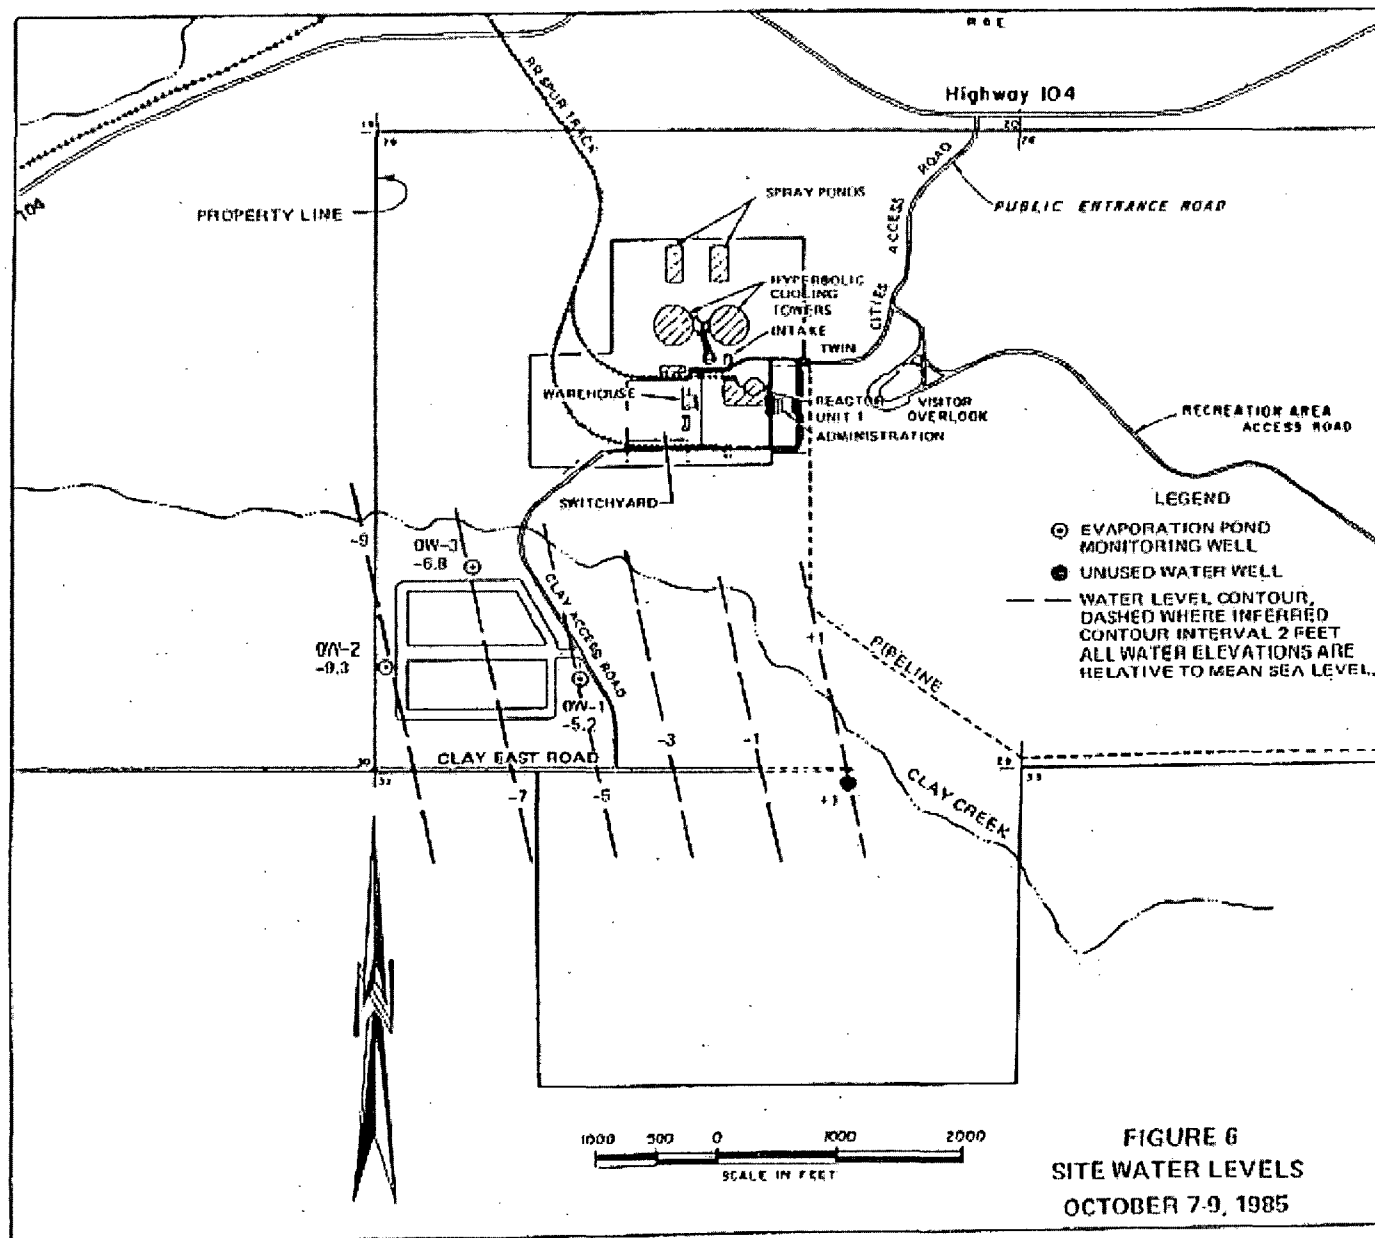 Highway 104
RR SPUR TRACK
ROAD
104
PROPERTY LINE
SPRAY PONDS
ACCESS
PUBLIC ENTRANCE ROAD
HYPERBOLIC
COOLING
TOWERS
CITIES
INTAKE
TWIN
WAREHOUSE
REACTOR
UNIT 1
ADMINISTRATION
VISITOR
OVERLOOK
RECREATION AREA
ACCESS ROAD
SWITCHYARD
LEGEND
EVAPORATION POND
MONITORING WELL
UNUSED WATER WELL
WATER LEVEL CONTOUR,
DASHED WHERE INFERRED
CONTOUR INTERVAL 2 FEET
ALL WATER ELEVATIONS ARE
RELATIVE TO MEAN SEA LEVEL.
-9
OW-3
-6.8
CLAY ACCESS ROAD
+1
OW-2
-9.3
PIPELINE
OW-1
-5.2
-3
-1
CLAY EAST ROAD
CLAY CREEK
-7
-5
+1
1000 500 0 1000 2000
SCALE IN FEET
FIGURE 6
SITE WATER LEVELS
OCTOBER 7-9, 1985